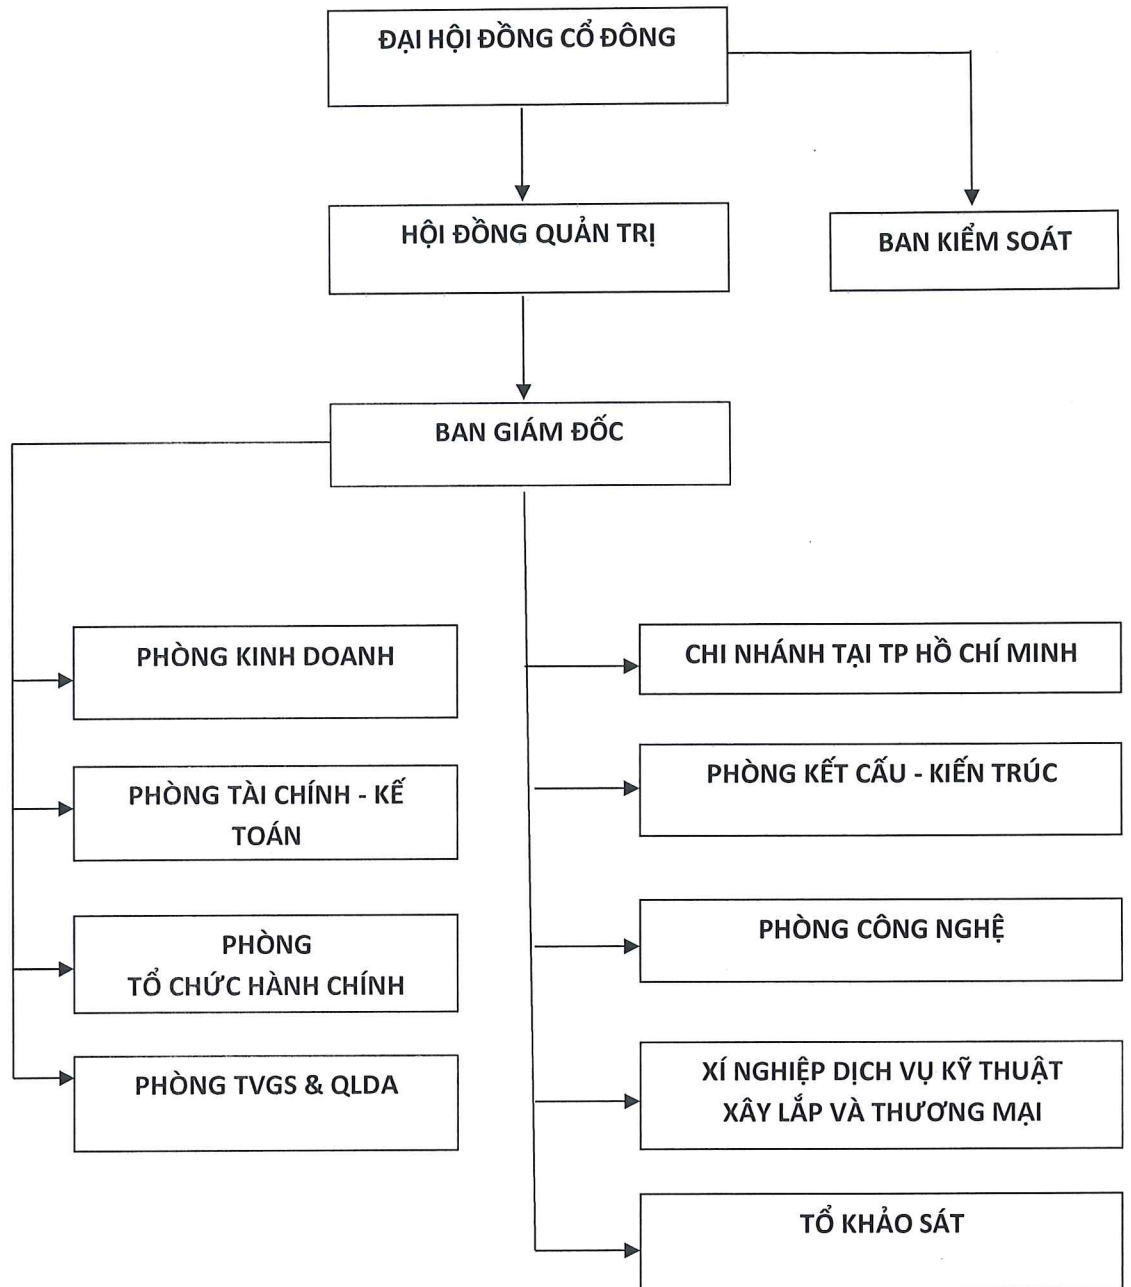 ĐẠI HỘI ĐỒNG CỔ ĐÔNG
HỘI ĐỒNG QUẢN TRỊ
BAN KIỂM SOÁT
BAN GIÁM ĐỐC
PHÒNG KINH DOANH
PHÒNG TÀI CHÍNH - KẾ
TOÁN
PHÒNG
TỔ CHỨC HÀNH CHÍNH
PHÒNG TVGS & QLDA
CHI NHÁNH TẠI TP HỒ CHÍ MINH
PHÒNG KẾT CẤU - KIẾN TRÚC
PHÒNG CÔNG NGHỆ
XÍ NGHIỆP DỊCH VỤ KỸ THUẬT
XÂY LẮP VÀ THƯƠNG MẠI
TỔ KHẢO SÁT